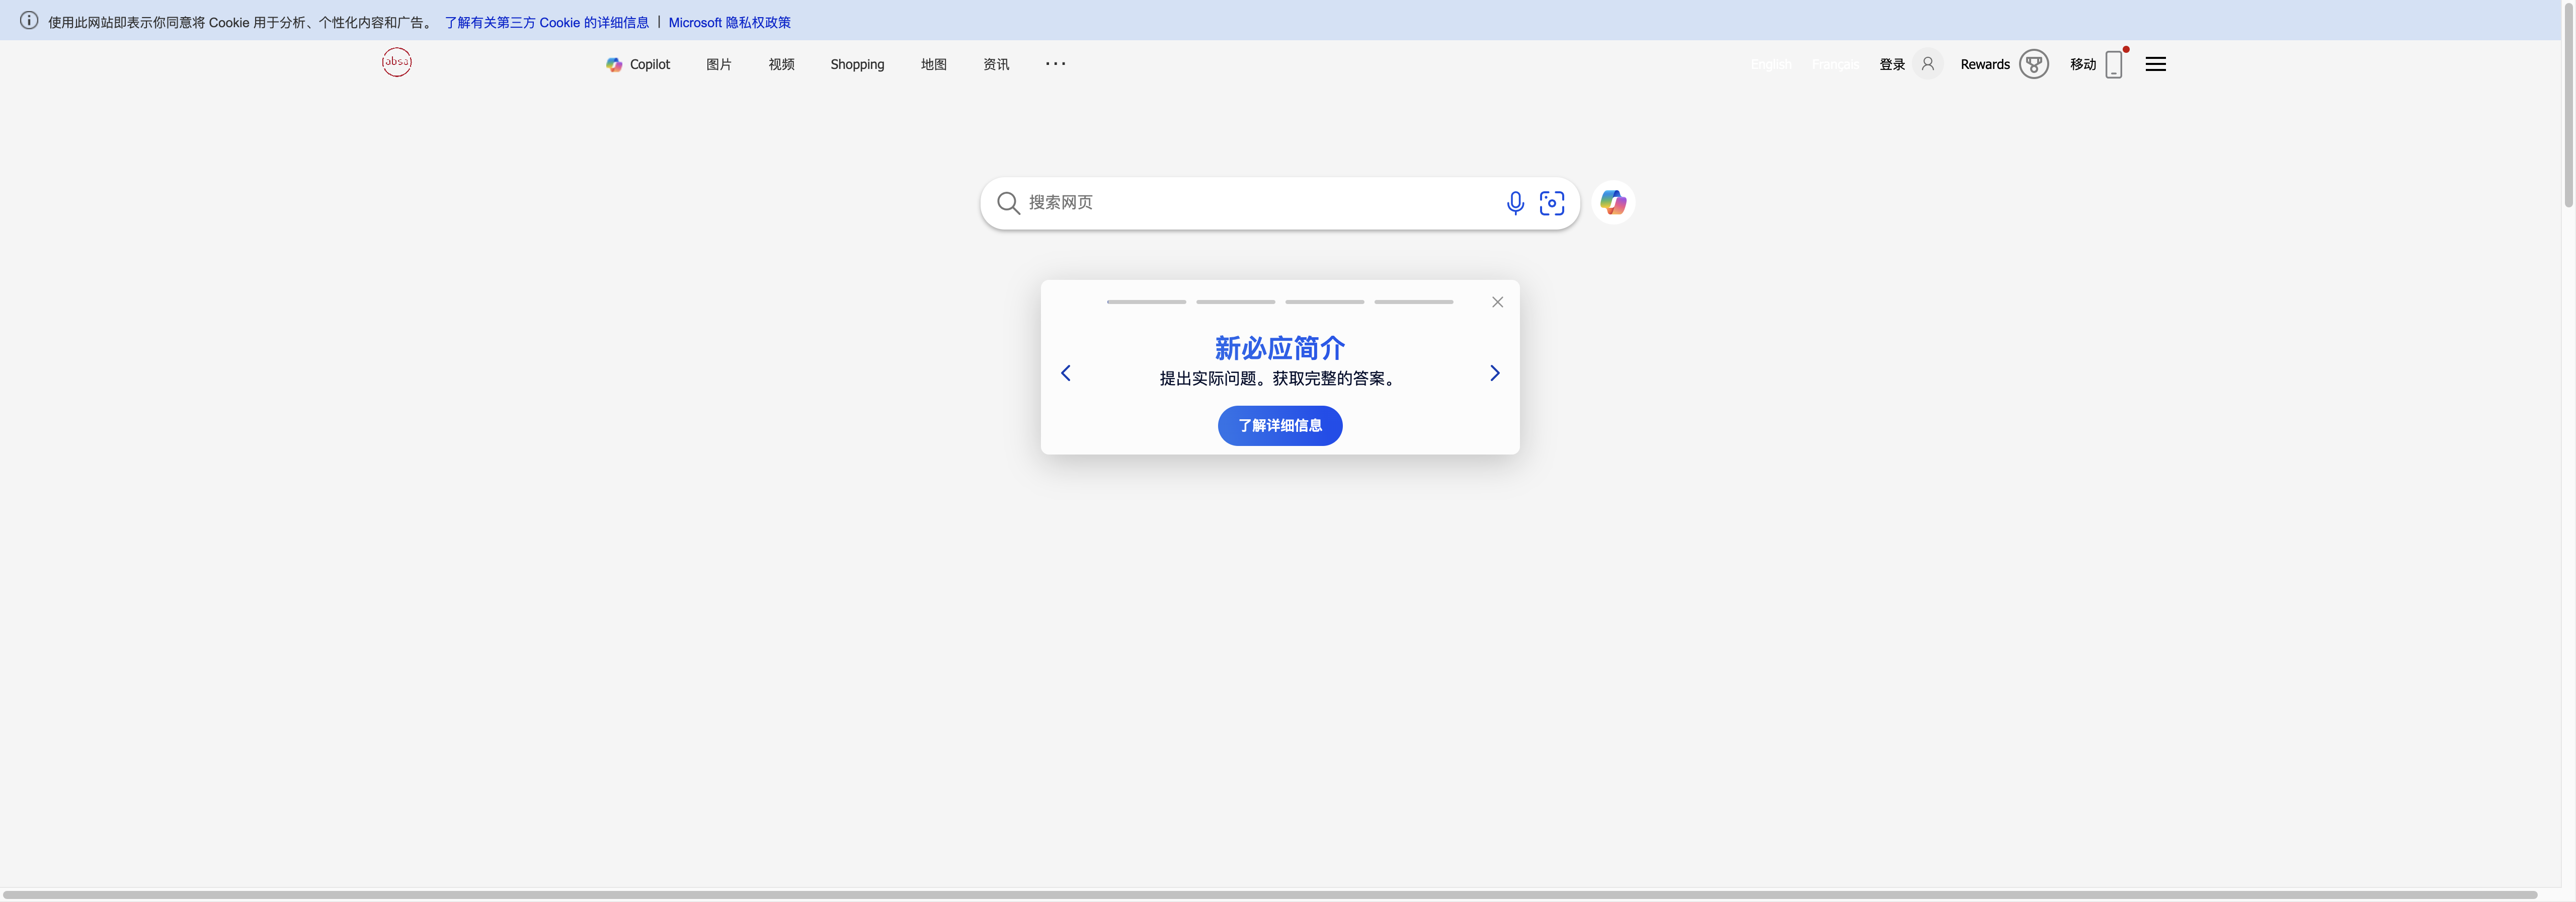 使用此网站即表示你同意将 Cookie 用于分析、个性化内容和广告。 了解有关第三方 Cookie 的详细信息 | Microsoft 隐私权政策
absa Copilot 图片 视频 Shopping 地图 资讯 ··· English Français 登录 Rewards 移动
搜索网页
新必应简介
提出实际问题。获取完整的答案。
了解详细信息